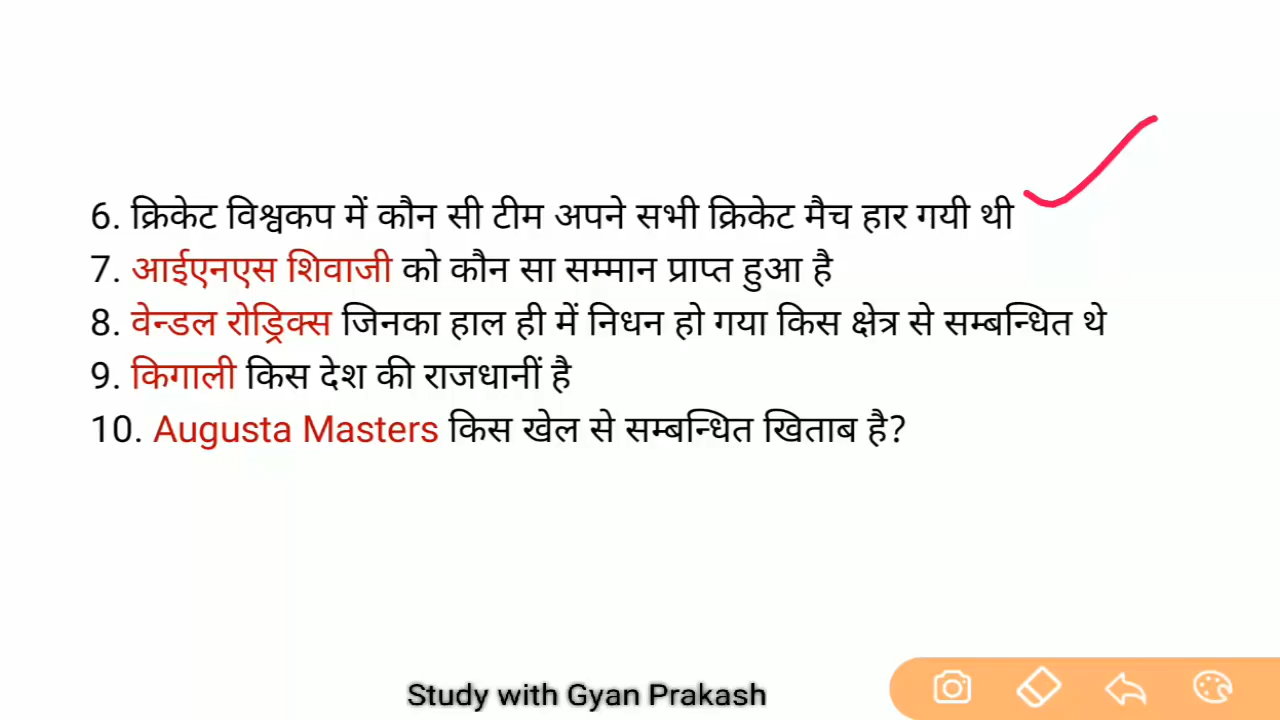 6. क्रिकेट विश्वकप में कौन सी टीम अपने सभी क्रिकेट मैच हार गयी थी
7. आईएनएस शिवाजी को कौन सा सम्मान प्राप्त हुआ है
8. वेन्डल रोड्रिक्स जिनका हाल ही में निधन हो गया किस क्षेत्र से सम्बन्धित थे
9. किगाली किस देश की राजधानीं है
10. Augusta Masters किस खेल से सम्बन्धित खिताब है?
Study with Gyan Prakash